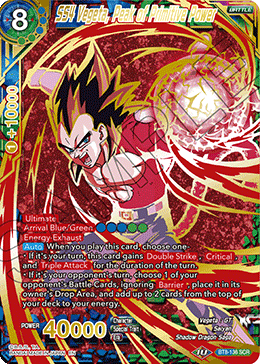 8
SS4 Vegeta, Peak of Primitive Power
BATTLE
1 +10000
Ultimate
Arrival Blue/Green
Energy-Exhaust
Auto When you play this card, choose one-
• If it's your turn, this card gains Double Strike, Critical
and Triple Attack for the duration of the turn.
• If it's your opponent's turn, choose 1 of your
opponent's Battle Cards, ignoring Barrier, place it in its
owner's Drop Area, and add up to 2 cards from the top of
your deck to your energy.
POWER 40000
Character Vegeta : GT
Special Trait Saiyan
Era Shadow Dragon Saga
BT8-136 SCR